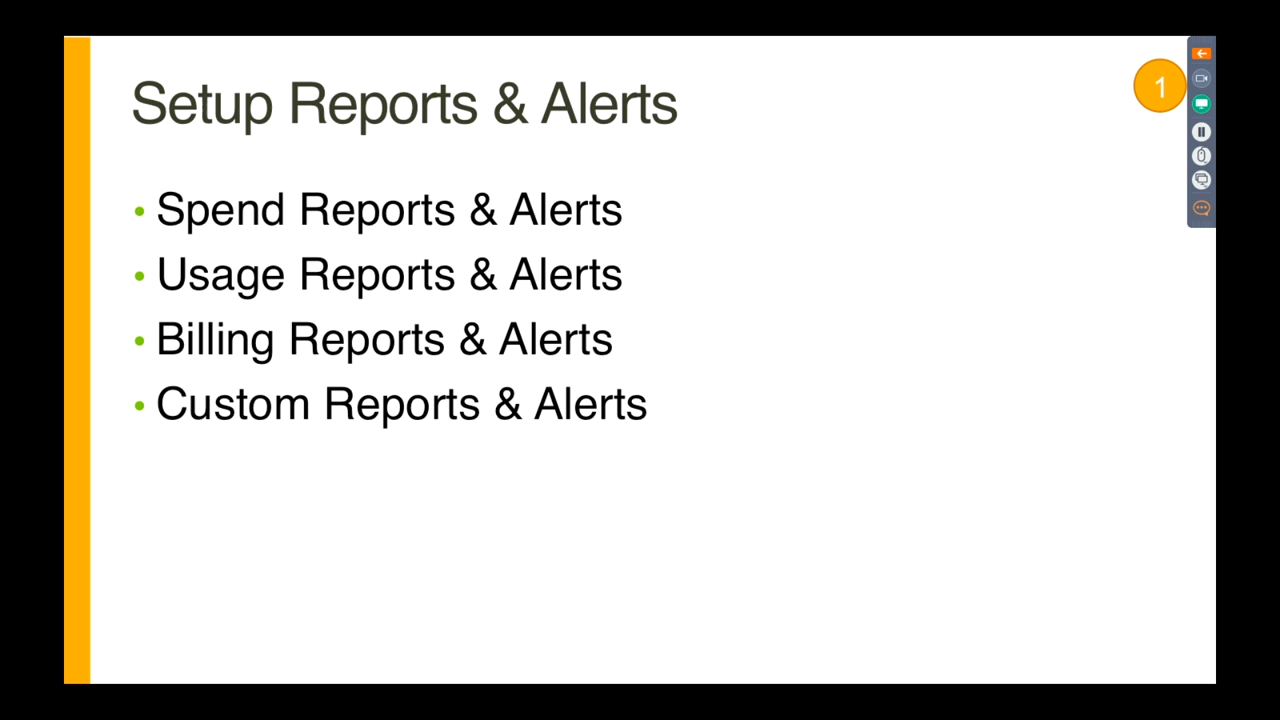 Setup Reports & Alerts
1
• Spend Reports & Alerts
• Usage Reports & Alerts
• Billing Reports & Alerts
• Custom Reports & Alerts